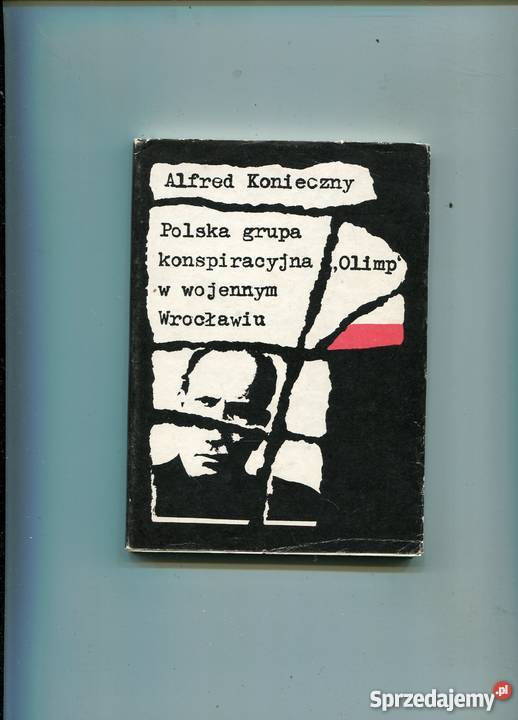 Alfred Konieczny
Polska grupa
konspiracyjna „Olimp”
w wojennym
Wrocławiu
Sprzedajemy.pl